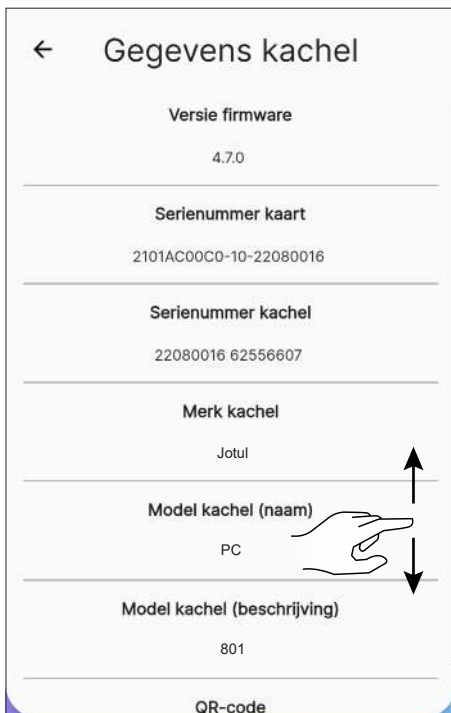 Gegevens kachel
Versie firmware
4.7.0
Serienummer kaart
2101AC00C0-10-22080016
Serienummer kachel
22080016 62556607
Merk kachel
Jotul
Model kachel (naam)
PC
Model kachel (beschrijving)
801
QR-code